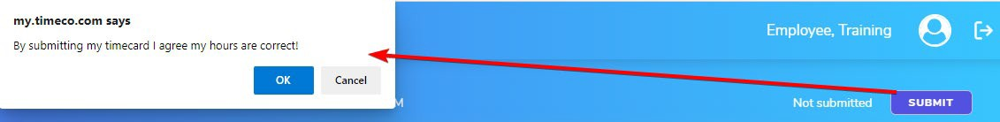 my.timeco.com says
By submitting my timecard I agree my hours are correct!
OK
Cancel
Employee, Training
M
Not submitted
SUBMIT